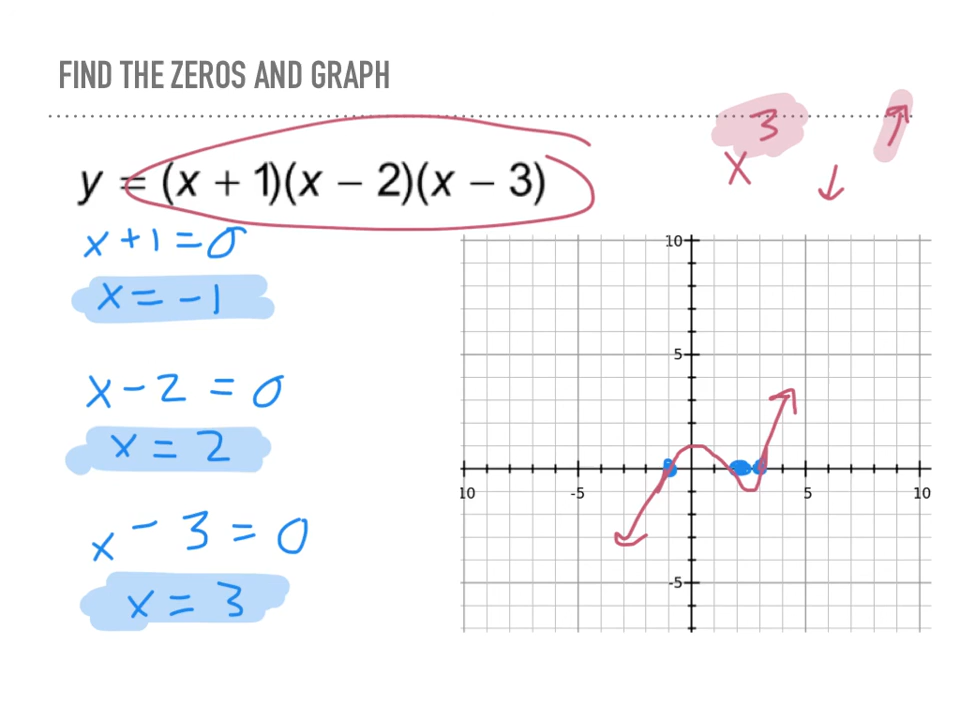 FIND THE ZEROS AND GRAPH
x³ ↓ ↑
y = (x + 1)(x − 2)(x − 3)
x+1=0
x=-1
x-2=0
x=2
x-3=0
x=3
10
5
10 -5 5 10
-5